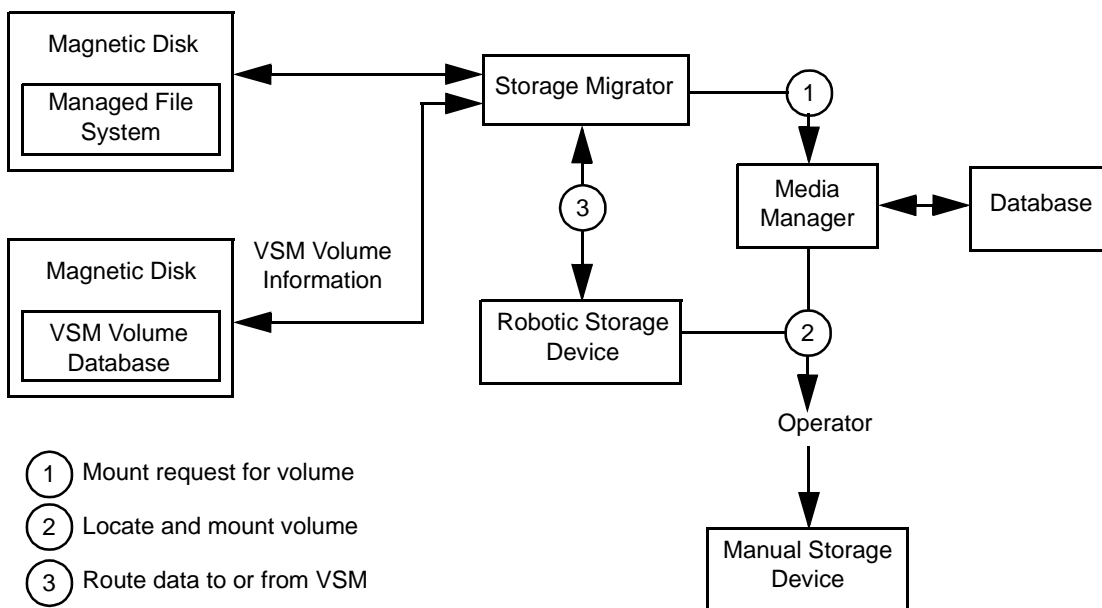 Magnetic Disk
Managed File
System
Storage Migrator
1
Media
Manager
Database
3
Magnetic Disk
VSM Volume
Database
VSM Volume
Information
Robotic Storage
Device
2
Operator
Manual Storage
Device
1 Mount request for volume
2 Locate and mount volume
3 Route data to or from VSM